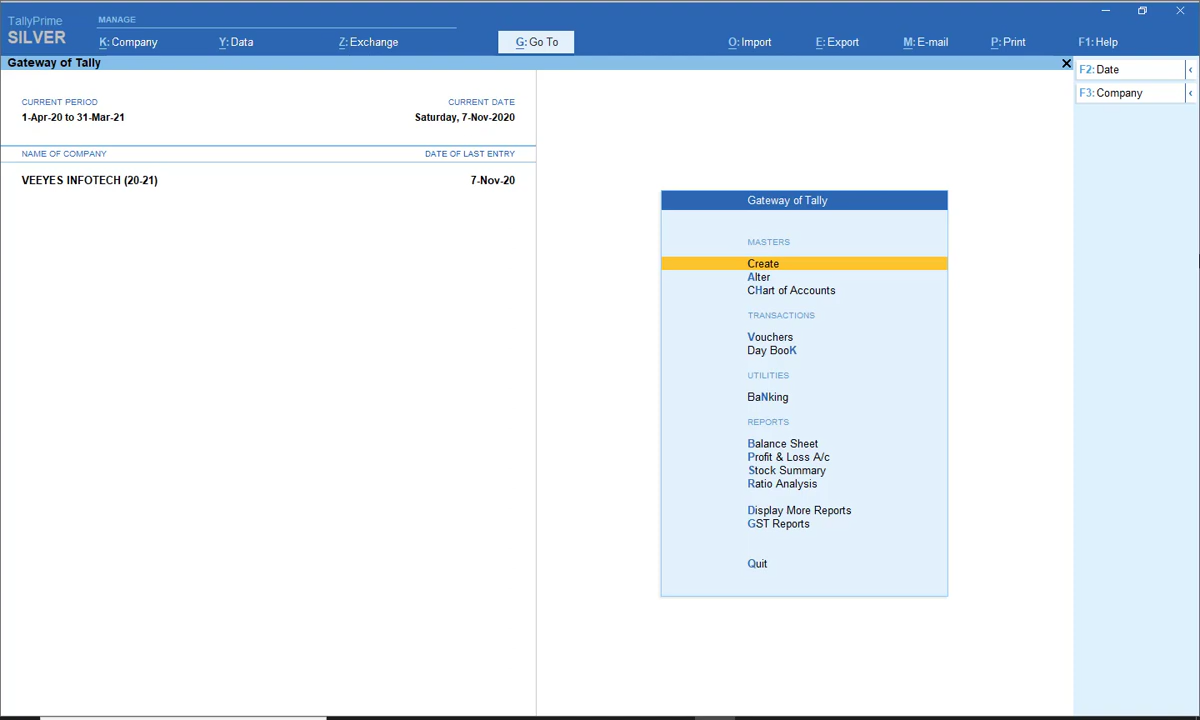 TallyPrime
SILVER
MANAGE
K: Company
Y: Data
Z: Exchange
G: Go To
O: Import
E: Export
M: E-mail
P: Print
F1: Help
Gateway of Tally
F2: Date
F3: Company
CURRENT PERIOD
CURRENT DATE
1-Apr-20 to 31-Mar-21
Saturday, 7-Nov-2020
NAME OF COMPANY
DATE OF LAST ENTRY
VEEYES INFOTECH (20-21)
7-Nov-20
Gateway of Tally
MASTERS
Create
Alter
CHart of Accounts
TRANSACTIONS
Vouchers
Day BooK
UTILITIES
BaNking
REPORTS
Balance Sheet
Profit & Loss A/c
Stock Summary
Ratio Analysis
Display More Reports
GST Reports
Quit